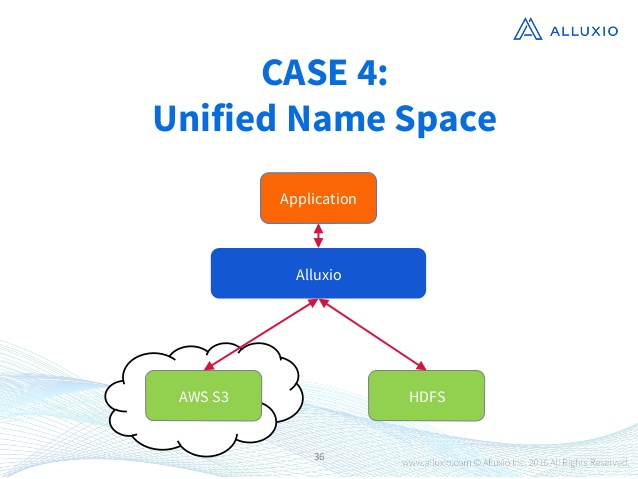 ALLUXIO
CASE 4:
Unified Name Space
Application
Alluxio
AWS S3
HDFS
36
www.alluxio.com © Alluxio Inc. 2016 All Rights Reserved.